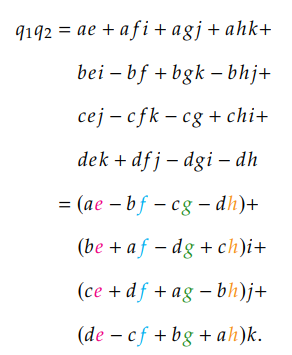 q₁q₂ = ae + afi + agj + ahk+
bei − bf + bgk − bhj+
cej − cfk − cg + chi+
dek + dfj − dgi − dh
= (ae − bf − cg − dh)+
(be + af − dg + ch)i+
(ce + df + ag − bh)j+
(de − cf + bg + ah)k.